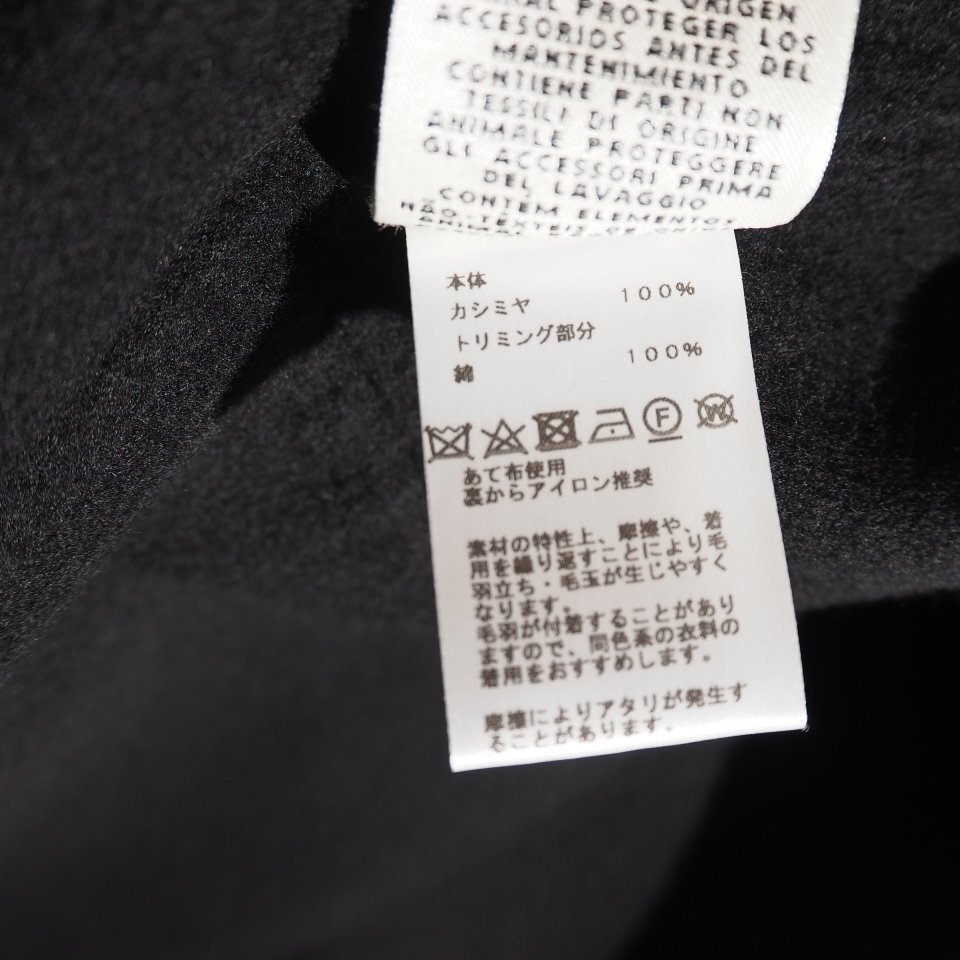 ORIGEN
PROTEGER LOS
ACCESORIOS ANTES DEL
MANTENIMIENTO
CONTIENE PARTI NON
TESSILI DI ORIGINE
ANIMALE PROTEGGERE
GLI ACCESSORI PRIMA
DEL LAVAGGIO
CONTÉM ELEMENTOS
NÃO TÊXTEIS DE
本体
カシミヤ 100%
トリミング部分
綿 100%
F W
あて布使用
裏からアイロン推奨
素材の特性上、摩擦や、着
用を繰り返すことにより毛
羽立ち・毛玉が生じやすく
なります。
毛羽が付着することがあり
ますので、同色系の衣料の
着用をおすすめします。
摩擦によりアタリが発生す
ることがあります。